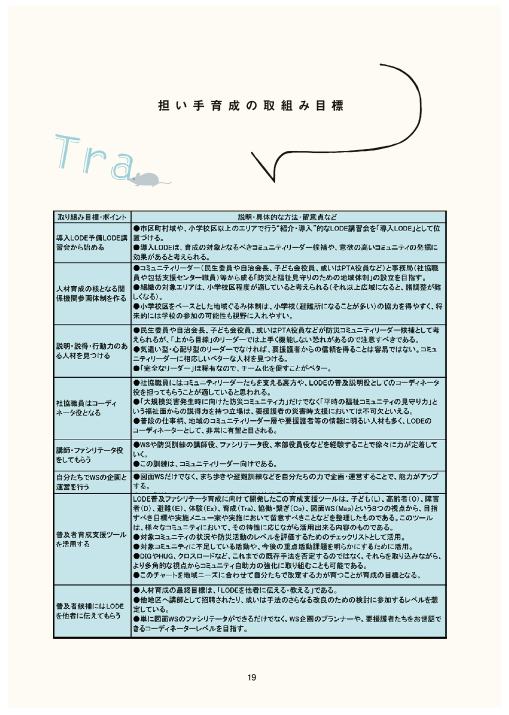 担い手育成の取組み目標
Tra
取り組み目標・ポイント
説明・具体的な方法・留意点など
導入LODE予備LODE講
習会から始める
●市区町村域や、小学校区以上のエリアで行う“紹介・導入”的なLODE講習会を「導入LODE」として位
置づける。
●導入LODEは、育成の対象となるべきコミュニティリーダー候補や、意欲の高いコミュニティの発掘に
効果があると考えられる。
人材育成の核となる関
係機関参画体制を作る
●コミュニティリーダー（民生委員や自治会長、子ども会役員、或いはPTA役員など）と事務局（社協職
員や包括支援センター職員）等から成る「防災と福祉見守りのための地域体制」の設立を目指す。
●組織の対象エリアは、小学校区程度が適していると考えられる（それ以上広域になると、諸調整が難
しくなる）。
●小学校区をベースとした地域ぐるみ体制は、小学校（避難所になることが多い）の協力を得やすく、将
来的には学校の参加の可能性も視野に入れやすい。
説明・説得・行動力のあ
る人材を見つける
●民生委員や自治会長、子ども会役員、或いはPTA役員などが防災コミュニティリーダー候補として考
えられるが、「上から目線」のリーダーでは上手く機能しない恐れがあるので注意すべきである。
●気遣い型・心配り型のリーダーでなければ、要援護者からの信頼を得ることは容易ではない。コミュ
ニティリーダーに相応しいベターな人材を見つける。
●「完全なリーダー」は稀有なので、チーム化を促すことがベター。
社協職員はコーディ
ネータ役となる
●社協職員にはコミュニティリーダーたちを支える裏方や、LODEの普及説明役としてのコーディネータ
役を担ってもらうことが適していると思われる。
●「大規模災害発生時に向けた防災コミュニティ力」だけでなく「平時の福祉コミュニティの見守り力」と
いう福祉面からの説得力を持つ立場は、要援護者の災害時支援においては不可欠といえる。
●普段の仕事柄、地域のコミュニティリーダー層や要援護者等の情報に明るい人材も多く、LODEの
コーディネーターとして、非常に有望と目される。
講師・ファシリテータ役
をしてもらう
●WSや防災訓練の講師役、ファシリテータ役、本部役員役などを経験することで徐々に力が定着して
いく。
●この訓練は、コミュニティリーダー向けである。
自分たちでWSの企画と
運営を行う
●図面WSだけでなく、まち歩きや避難訓練などを自分たちの力で企画・運営することで、能力がアップ
する。
普及者育成支援ツール
を活用する
LODE普及ファシリテータ育成に向けて開発したこの育成支援ツールは、子ども(L)、高齢者(O)、障害
者(D)、避難(E)、体験(Ex)、育成(Tra)、協働・繋ぎ(Co)、図面WS(Map)という8つの視点から、目指
すべき目標や実施メニュー案や実施において留意すべきことなどを整理したものである。このツール
は、様々なコミュニティにおいて、その特性に応じながら活用出来る内容のものである。
●対象コミュニティの状況や防災活動のレベルを評価するためのチェックリストとして活用。
●対象コミュニティに不足している活動や、今後の重点活動課題を明らかにするために活用。
●DIGやHUG、クロスロードなど、これまでの既存手法を否定するのではなく、それらを取り込みながら、
より多角的な視点からコミュニティ自助力の強化に取り組むことも可能である。
●このチャートを地域ニーズに合わせて自分たちで改変する力が育つことが育成の目標となる。
普及者候補にはLODE
を他者に伝えてもらう
●人材育成の最終目標は、「LODEを他者に伝える・教える」である。
●他地区へ講師として招聘されたり、或いは手法のさらなる改良のための検討に参加するレベルを想
定している。
●単に図面WSのファシリテータができるだけでなく、WS企画のプランナーや、要援護者たちをお世話で
きるコーディネーターレベルを目指す。
19